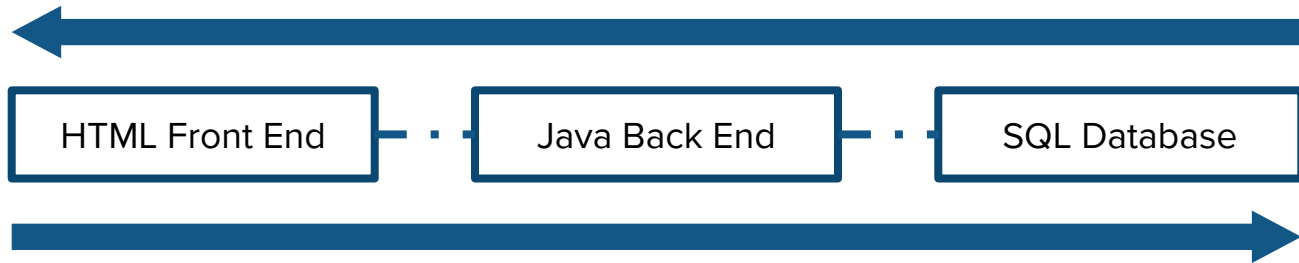 HTML Front End
Java Back End
SQL Database